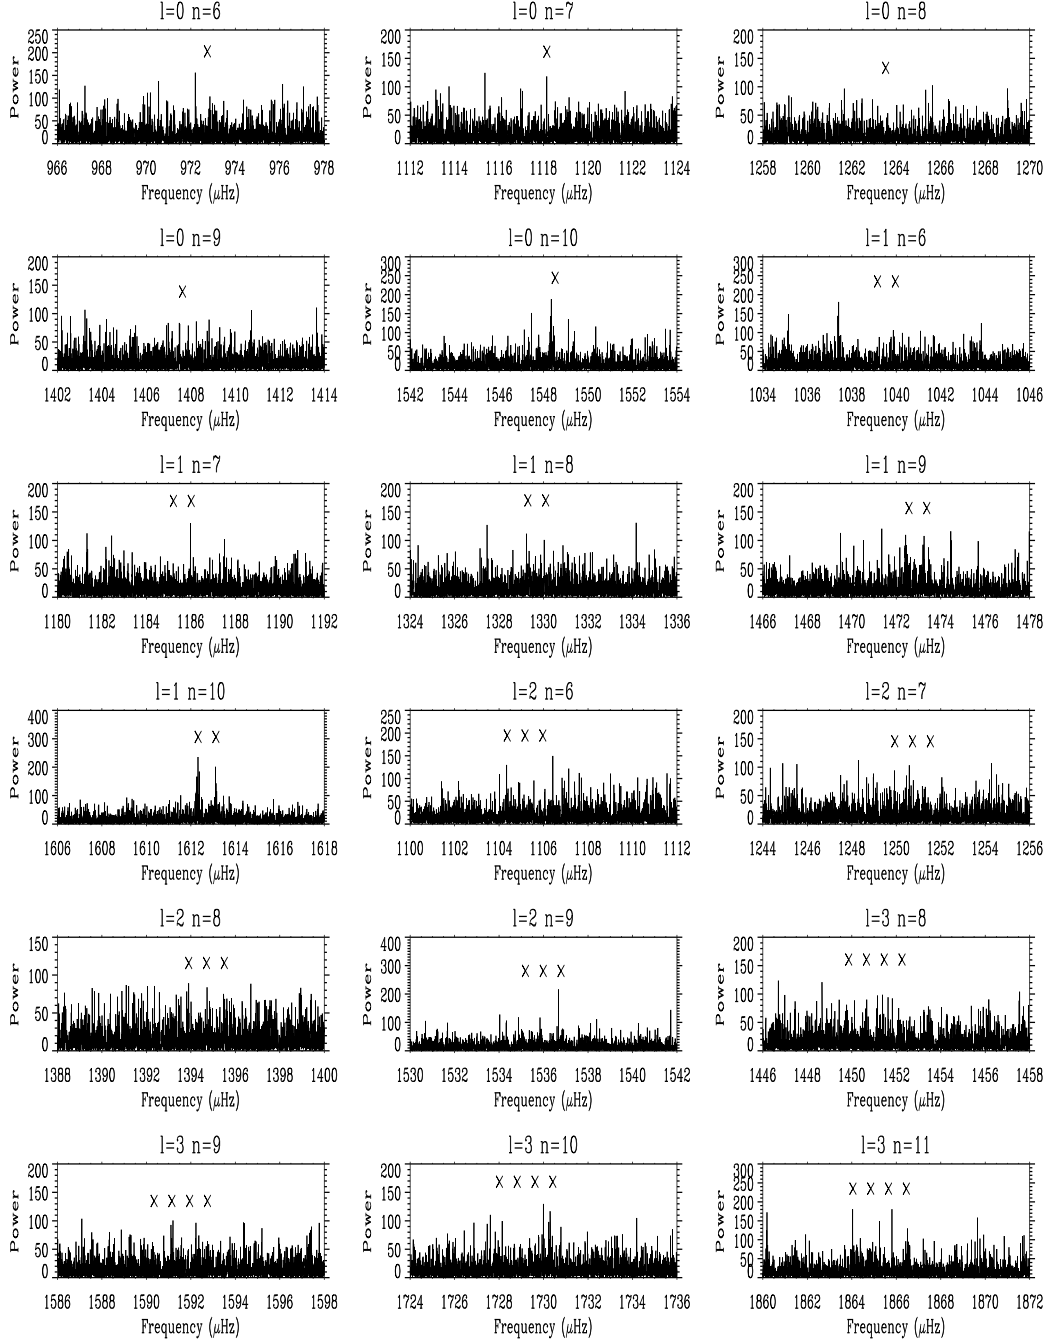 l=0 n=6
Power
250 200 150 100 50 0
966 968 970 972 974 976 978
Frequency (μHz)
l=0 n=7
Power
200 150 100 50 0
1112 1114 1116 1118 1120 1122 1124
Frequency (μHz)
l=0 n=8
Power
200 150 100 50 0
1258 1260 1262 1264 1266 1268 1270
Frequency (μHz)
l=0 n=9
Power
200 150 100 50 0
1402 1404 1406 1408 1410 1412 1414
Frequency (μHz)
l=0 n=10
Power
300 250 200 150 100 50 0
1542 1544 1546 1548 1550 1552 1554
Frequency (μHz)
l=1 n=6
Power
300 250 200 150 100 50 0
1034 1036 1038 1040 1042 1044 1046
Frequency (μHz)
l=1 n=7
Power
200 150 100 50 0
1180 1182 1184 1186 1188 1190 1192
Frequency (μHz)
l=1 n=8
Power
200 150 100 50 0
1324 1326 1328 1330 1332 1334 1336
Frequency (μHz)
l=1 n=9
Power
200 150 100 50 0
1466 1468 1470 1472 1474 1476 1478
Frequency (μHz)
l=1 n=10
Power
400 300 200 100 0
1606 1608 1610 1612 1614 1616 1618
Frequency (μHz)
l=2 n=6
Power
250 200 150 100 50 0
1100 1102 1104 1106 1108 1110 1112
Frequency (μHz)
l=2 n=7
Power
200 150 100 50 0
1244 1246 1248 1250 1252 1254 1256
Frequency (μHz)
l=2 n=8
Power
150 100 50 0
1388 1390 1392 1394 1396 1398 1400
Frequency (μHz)
l=2 n=9
Power
400 300 200 100 0
1530 1532 1534 1536 1538 1540 1542
Frequency (μHz)
l=3 n=8
Power
200 150 100 50 0
1446 1448 1450 1452 1454 1456 1458
Frequency (μHz)
l=3 n=9
Power
200 150 100 50 0
1586 1588 1590 1592 1594 1596 1598
Frequency (μHz)
l=3 n=10
Power
200 150 100 50 0
1724 1726 1728 1730 1732 1734 1736
Frequency (μHz)
l=3 n=11
Power
300 250 200 150 100 50 0
1860 1862 1864 1866 1868 1870 1872
Frequency (μHz)